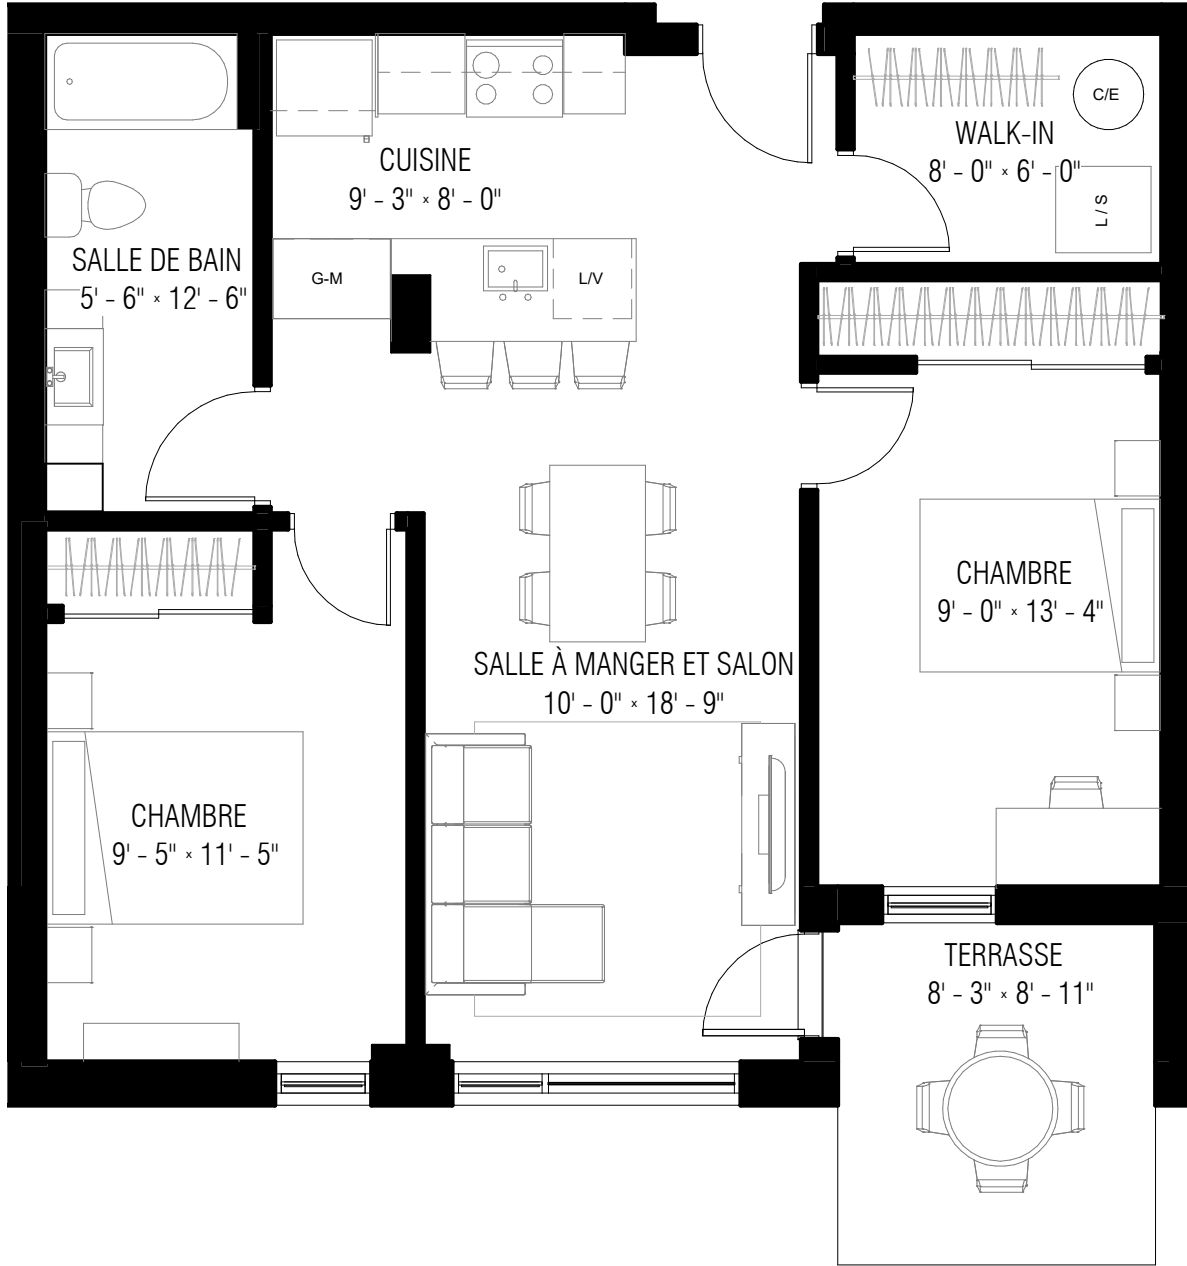 C/E
WALK-IN
8' - 0" x 6' - 0"
L / S
CUISINE
9' - 3" x 8' - 0"
SALLE DE BAIN
5' - 6" x 12' - 6"
G-M
L/V
CHAMBRE
9' - 0" x 13' - 4"
SALLE À MANGER ET SALON
10' - 0" x 18' - 9"
CHAMBRE
9' - 5" x 11' - 5"
TERRASSE
8' - 3" x 8' - 11"